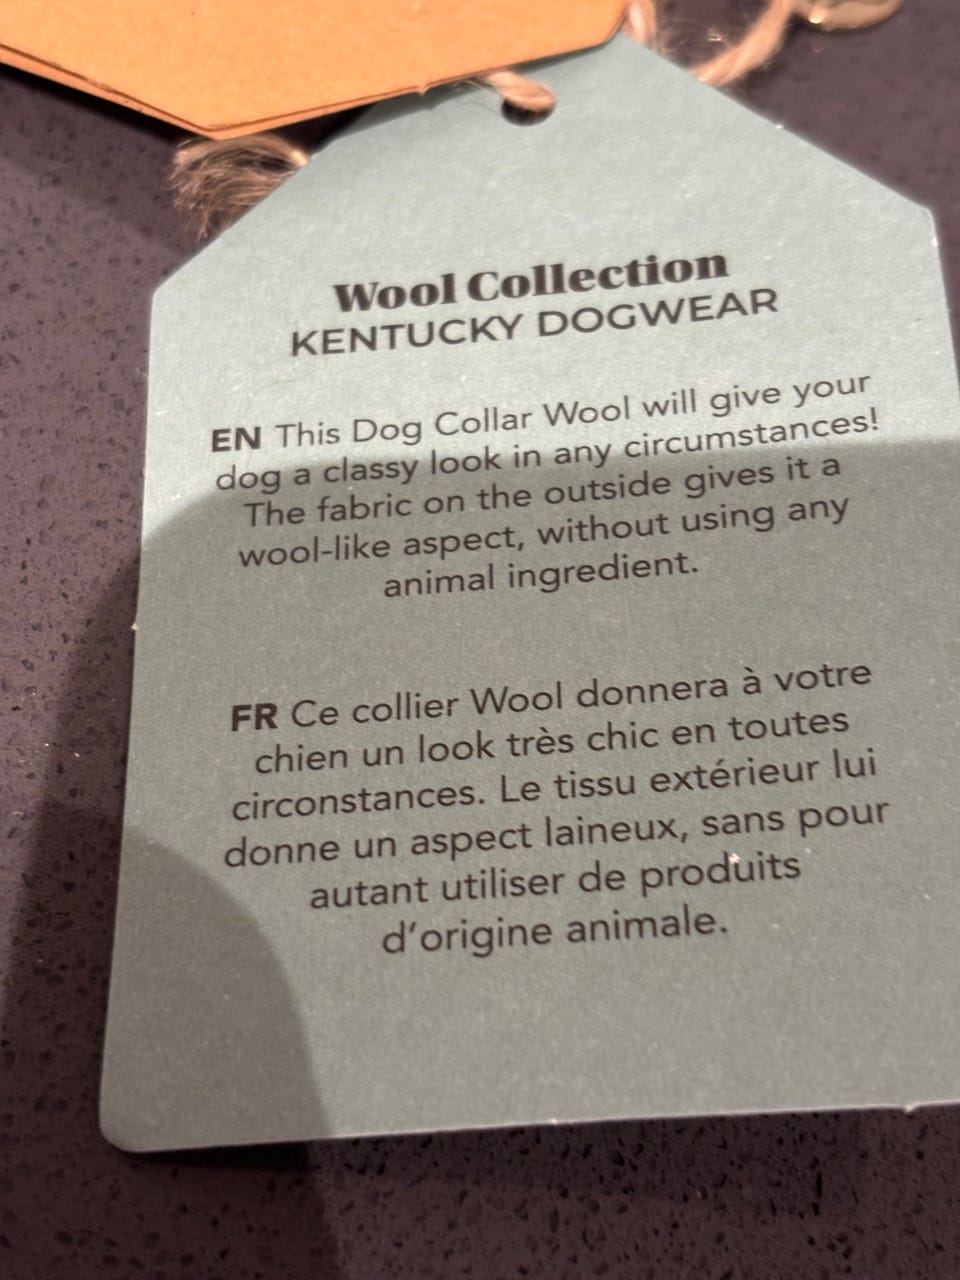 Wool Collection
KENTUCKY DOGWEAR
EN This Dog Collar Wool will give your
dog a classy look in any circumstances!
The fabric on the outside gives it a
wool-like aspect, without using any
animal ingredient.
FR Ce collier Wool donnera à votre
chien un look très chic en toutes
circonstances. Le tissu extérieur lui
donne un aspect laineux, sans pour
autant utiliser de produits
d'origine animale.